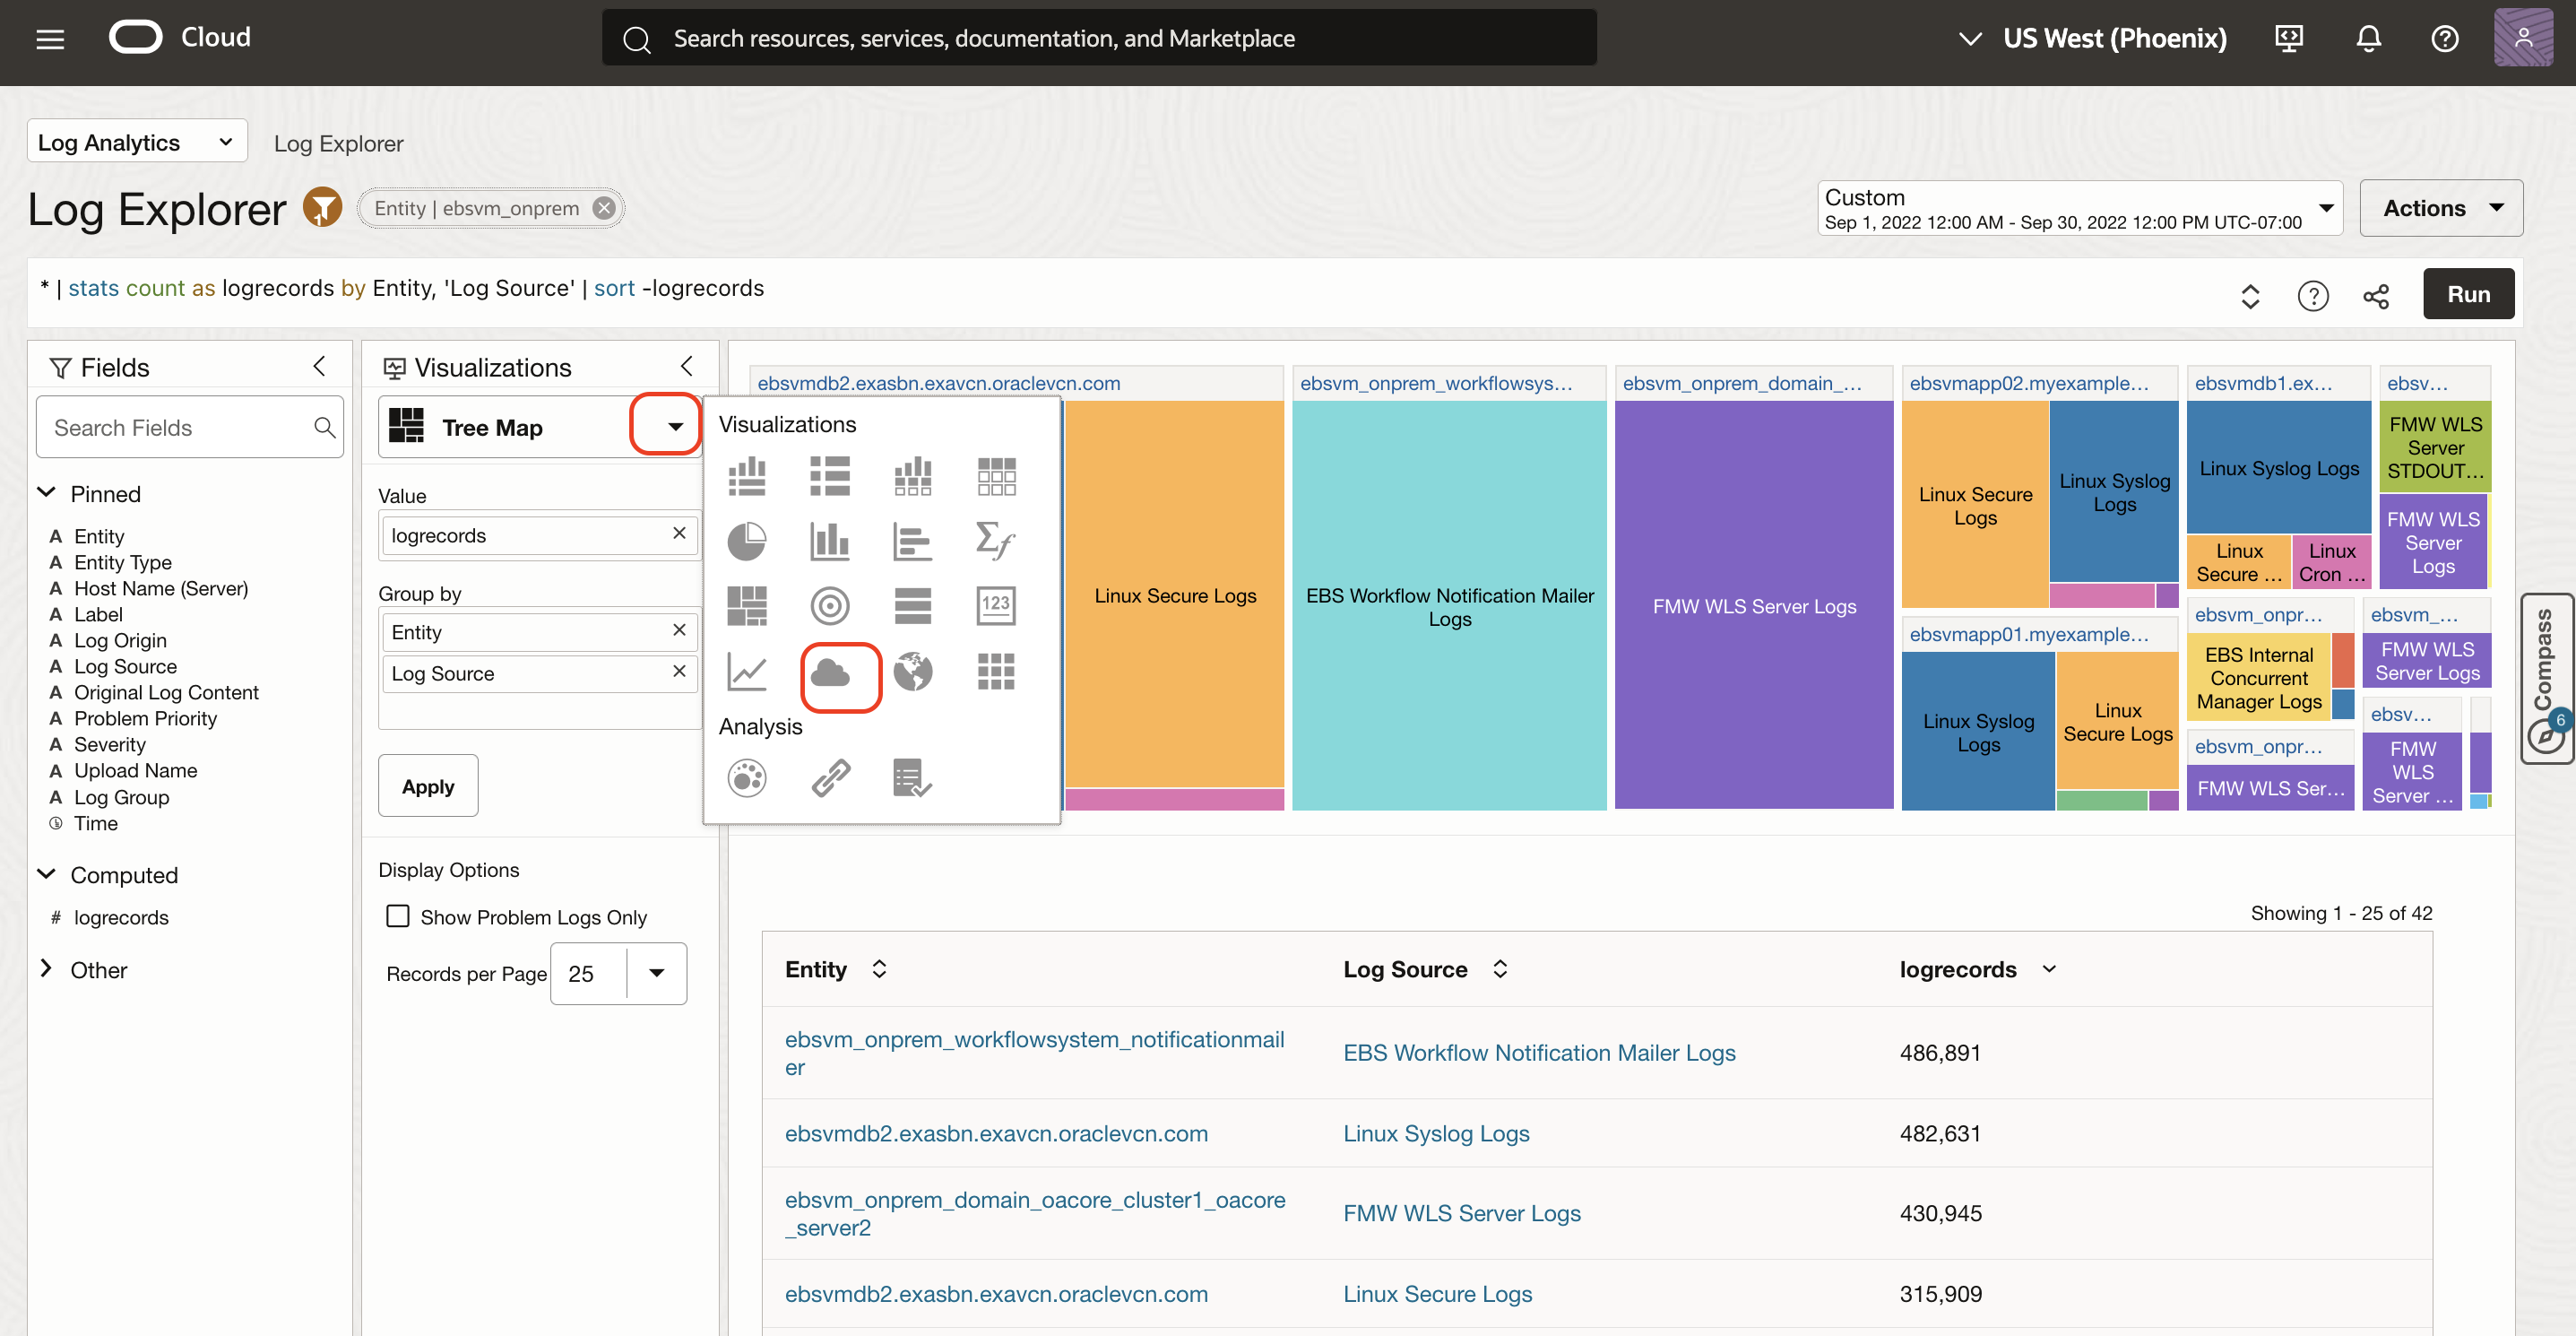 Cloud
Search resources, services, documentation, and Marketplace
US West (Phoenix)
Log Analytics
Log Explorer
Log Explorer
Entity | ebsvm_onprem
Custom
Sep 1, 2022 12:00 AM - Sep 30, 2022 12:00 PM UTC-07:00
Actions
* | stats count as logrecords by Entity, 'Log Source' | sort -logrecords
Run
Fields
Search Fields
Pinned
A Entity
A Entity Type
A Host Name (Server)
A Label
A Log Origin
A Log Source
A Original Log Content
A Problem Priority
A Severity
A Upload Name
A Log Group
Time
Computed
# logrecords
Other
Visualizations
Tree Map
Value
logrecords
Group by
Entity
Log Source
Apply
Display Options
Show Problem Logs Only
Records per Page 25
Visualizations
123
Analysis
ebsvmdb2.exasbn.exavcn.oraclevcn.com
Linux Secure Logs
ebsvm_onprem_workflowsys...
EBS Workflow Notification Mailer
Logs
ebsvm_onprem_domain_...
FMW WLS Server Logs
ebsvmapp02.myexample...
Linux Secure
Logs
Linux Syslog
Logs
ebsvmapp01.myexample...
Linux Syslog
Logs
Linux
Secure Logs
ebsvmdb1.ex...
Linux Syslog Logs
Linux
Secure ...
Linux
Cron ...
ebsv...
FMW WLS
Server
STDOUT...
FMW WLS
Server
Logs
ebsvm_onpr...
EBS Internal
Concurrent
Manager Logs
ebsvm_...
FMW WLS
Server Logs
ebsvm_onpr...
FMW WLS Ser...
ebsv...
FMW
WLS
Server ...
Compass
6
Showing 1 - 25 of 42
Entity Log Source logrecords
ebsvm_onprem_workflowsystem_notificationmail
er
EBS Workflow Notification Mailer Logs
486,891
ebsvmdb2.exasbn.exavcn.oraclevcn.com
Linux Syslog Logs
482,631
ebsvm_onprem_domain_oacore_cluster1_oacore
_server2
FMW WLS Server Logs
430,945
ebsvmdb2.exasbn.exavcn.oraclevcn.com
Linux Secure Logs
315,909